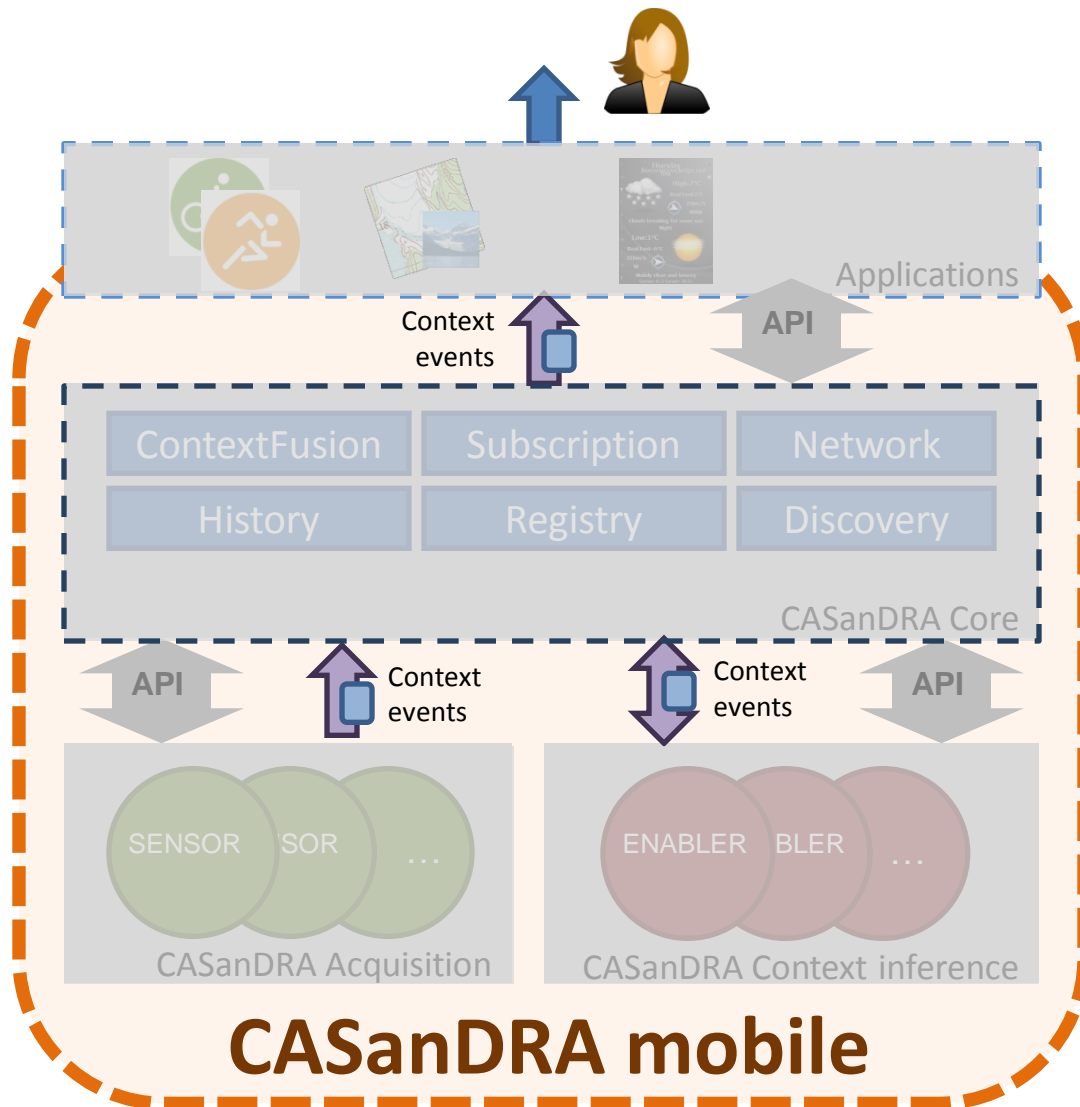 Applications
Context
events
API
ContextFusion
Subscription
Network
History
Registry
Discovery
CASanDRA Core
API
Context
events
Context
events
API
SENSOR
SOR
...
ENABLER
BLER
...
CASanDRA Acquisition
CASanDRA Context inference
CASanDRA mobile